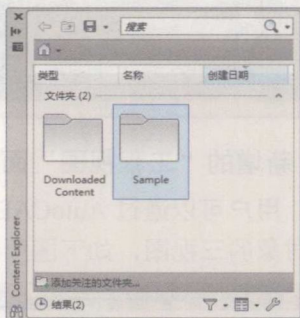 搜索
类型 名称 创建日期
文件夹 (2)
Downloaded
Content
Sample
添加关注的文件夹...
结果(2)
Content Explorer